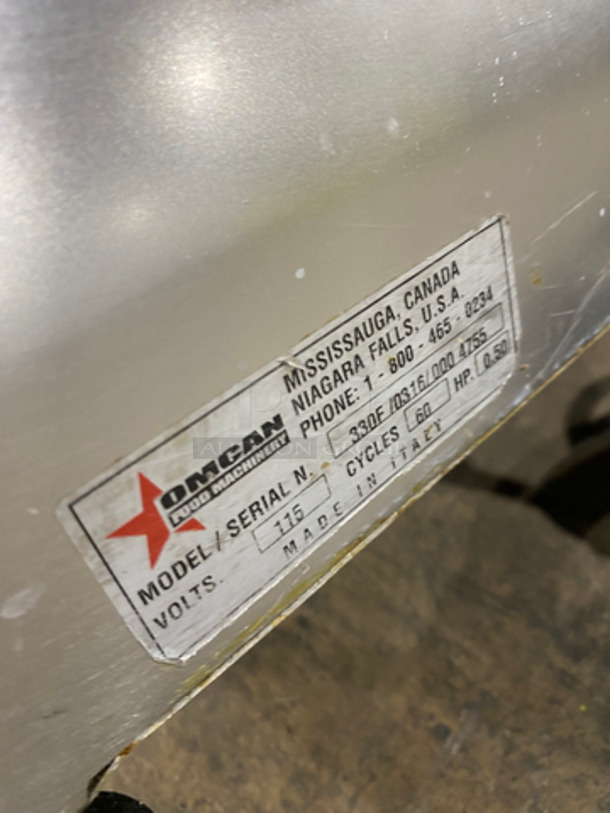 OMCAN
FOOD MACHINERY
MISSISSAUGA, CANADA
NIAGARA FALLS, U.S.A.
PHONE: 1 - 800 - 465 - 0234
MODEL / SERIAL N. 330F /0316/000 4755
VOLTS. 115 CYCLES 60 HP. 0.50
MADE IN ITALY